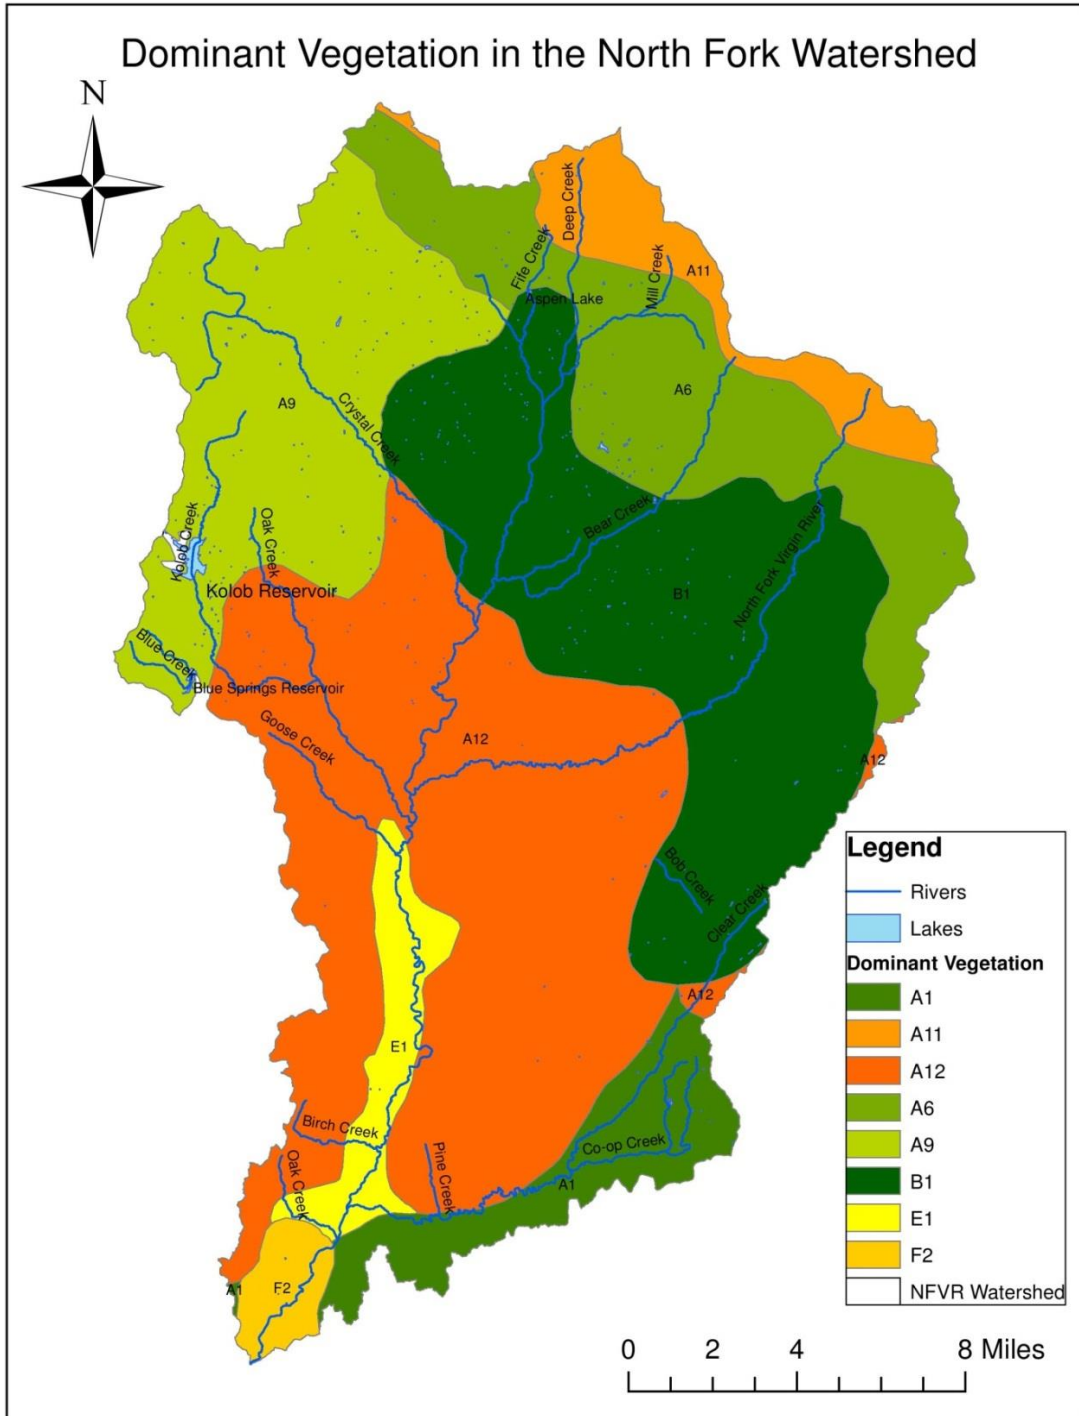 Dominant Vegetation in the North Fork Watershed
N
Deep Creek
Fife Creek
Mill Creek
A11
Aspen Lake
A6
A9
Crystal Creek
Bear Creek
Kolob Creek
Oak Creek
North Fork Virgin River
Kolob Reservoir
B1
Blue Creek
Blue Springs Reservoir
Goose Creek
A12
A12
Bob Creek
Clear Creek
A12
E1
Birch Creek
Co-op Creek
Pine Creek
Oak Creek
A1
A1
F2
Legend
Rivers
Lakes
Dominant Vegetation
A1
A11
A12
A6
A9
B1
E1
F2
NFVR Watershed
0 2 4 8 Miles